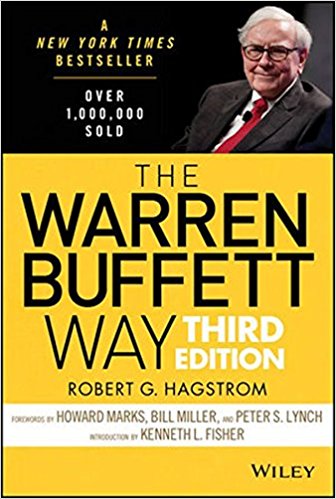 A
NEW YORK TIMES
BESTSELLER
OVER
1,000,000
SOLD
THE
WARREN
BUFFETT
WAY THIRD
EDITION
ROBERT G. HAGSTROM
FOREWORDS BY HOWARD MARKS, BILL MILLER, AND PETER S. LYNCH
INTRODUCTION BY KENNETH L. FISHER
WILEY